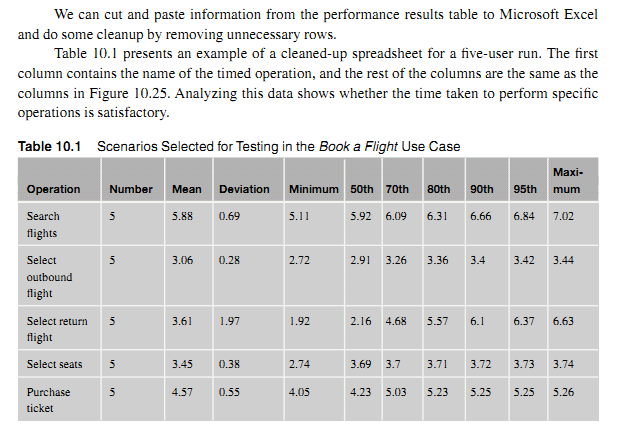 We can cut and paste information from the performance results table to Microsoft Excel
and do some cleanup by removing unnecessary rows.
Table 10.1 presents an example of a cleaned-up spreadsheet for a five-user run. The first
column contains the name of the timed operation, and the rest of the columns are the same as the
columns in Figure 10.25. Analyzing this data shows whether the time taken to perform specific
operations is satisfactory.
Table 10.1 Scenarios Selected for Testing in the Book a Flight Use Case
Maxi-
Operation Number Mean Deviation Minimum 50th 70th 80th 90th 95th mum
Search 5 5.88 0.69 5.11 5.92 6.09 6.31 6.66 6.84 7.02
flights
Select 5 3.06 0.28 2.72 2.91 3.26 3.36 3.4 3.42 3.44
outbound
flight
Select return 5 3.61 1.97 1.92 2.16 4.68 5.57 6.1 6.37 6.63
flight
Select seats 5 3.45 0.38 2.74 3.69 3.7 3.71 3.72 3.73 3.74
Purchase 5 4.57 0.55 4.05 4.23 5.03 5.23 5.25 5.25 5.26
ticket